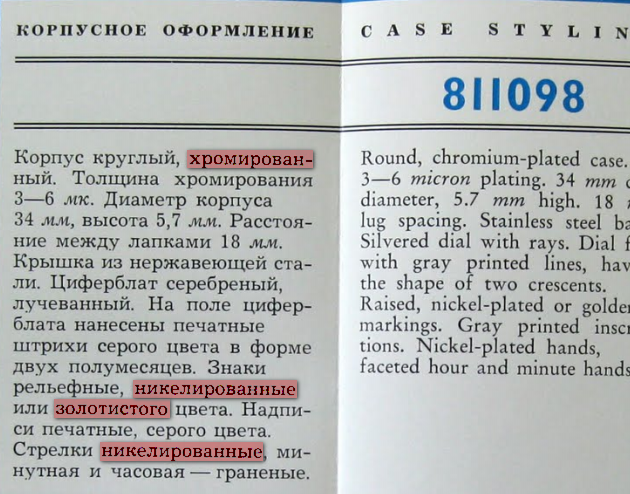 КОРПУСНОЕ ОФОРМЛЕНИЕ
Корпус круглый, хромирован-
ный. Толщина хромирования
3—6 мк. Диаметр корпуса
34 мм, высота 5,7 мм. Расстоя-
ние между лапками 18 мм.
Крышка из нержавеющей ста-
ли. Циферблат серебреный,
лучеванный. На поле цифер-
блата нанесены печатные
штрихи серого цвета в форме
двух полумесяцев. Знаки
рельефные, никелированные
или золотистого цвета. Надпи-
си печатные, серого цвета.
Стрелки никелированные, ми-
нутная и часовая — граненые.
CASE STYLIN
811098
Round, chromium-plated case.
3—6 micron plating. 34 mm
diameter, 5.7 mm high. 18
lug spacing. Stainless steel ba
Silvered dial with rays. Dial f
with gray printed lines, hav
the shape of two crescents.
Raised, nickel-plated or golden
markings. Gray printed inscr
tions. Nickel-plated hands,
faceted hour and minute hands